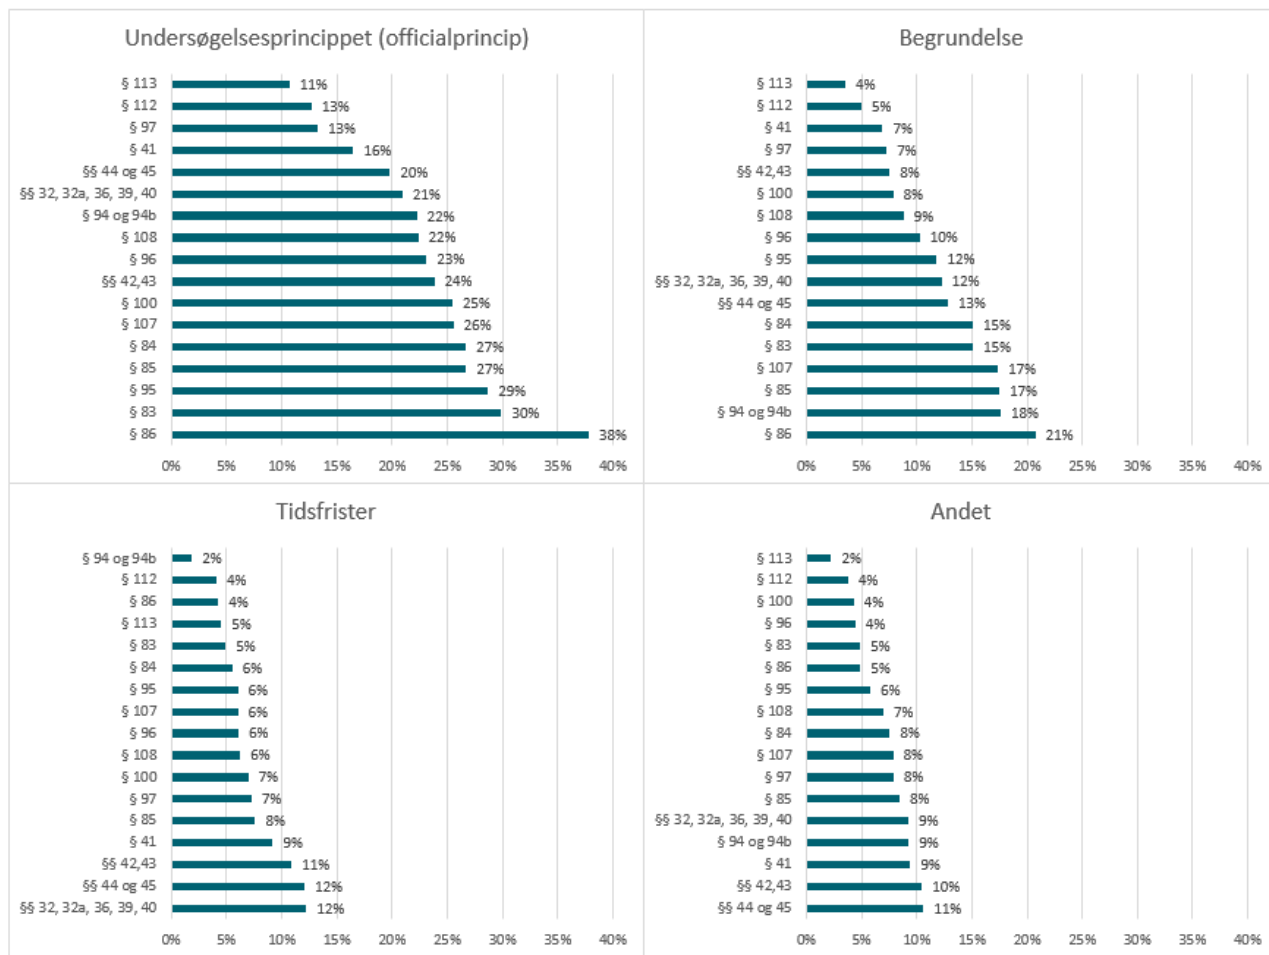 Undersøgelsesprincippet (officialprincip)
§ 113 11%
§ 112 13%
§ 97 13%
§ 41 16%
§§ 44 og 45 20%
§§ 32, 32a, 36, 39, 40 21%
§ 94 og 94b 22%
§ 108 22%
§ 96 23%
§§ 42,43 24%
§ 100 25%
§ 107 26%
§ 84 27%
§ 85 27%
§ 95 29%
§ 83 30%
§ 86 38%
0% 5% 10% 15% 20% 25% 30% 35% 40%
Begrundelse
§ 113 4%
§ 112 5%
§ 41 7%
§ 97 7%
§§ 42,43 8%
§ 100 8%
§ 108 9%
§ 96 10%
§ 95 12%
§§ 32, 32a, 36, 39, 40 12%
§§ 44 og 45 13%
§ 84 15%
§ 83 15%
§ 107 17%
§ 85 17%
§ 94 og 94b 18%
§ 86 21%
0% 5% 10% 15% 20% 25% 30% 35% 40%
Tidsfrister
§ 94 og 94b 2%
§ 112 4%
§ 86 4%
§ 113 5%
§ 83 5%
§ 84 6%
§ 95 6%
§ 107 6%
§ 96 6%
§ 108 6%
§ 100 7%
§ 97 7%
§ 85 8%
§ 41 9%
§§ 42,43 11%
§§ 44 og 45 12%
§§ 32, 32a, 36, 39, 40 12%
0% 5% 10% 15% 20% 25% 30% 35% 40%
Andet
§ 113 2%
§ 112 4%
§ 100 4%
§ 96 4%
§ 83 5%
§ 86 5%
§ 95 6%
§ 108 7%
§ 84 8%
§ 107 8%
§ 97 8%
§ 85 8%
§§ 32, 32a, 36, 39, 40 9%
§ 94 og 94b 9%
§ 41 9%
§§ 42,43 10%
§§ 44 og 45 11%
0% 5% 10% 15% 20% 25% 30% 35% 40%